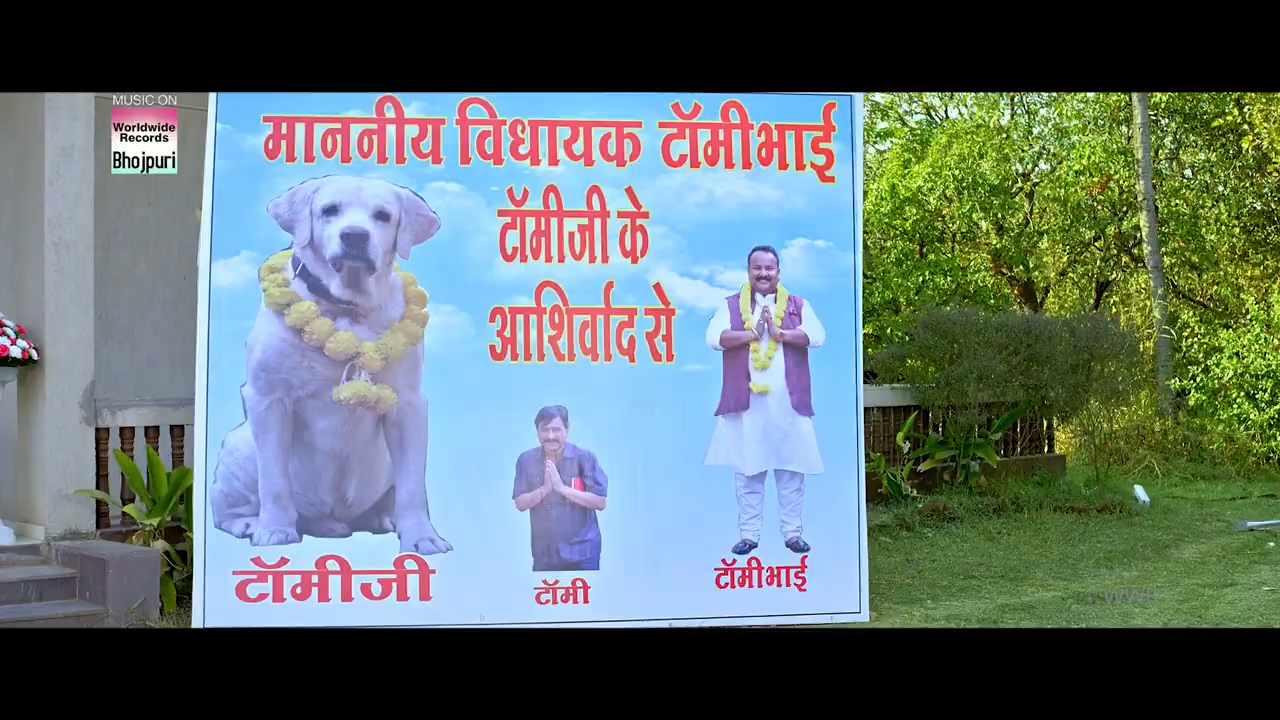 MUSIC ON
Worldwide
Records
Bhojpuri
माननीय विधायक टॉमीभाई
टॉमीजी के
आशिर्वाद से
टॉमीजी
टॉमी
टॉमीभाई